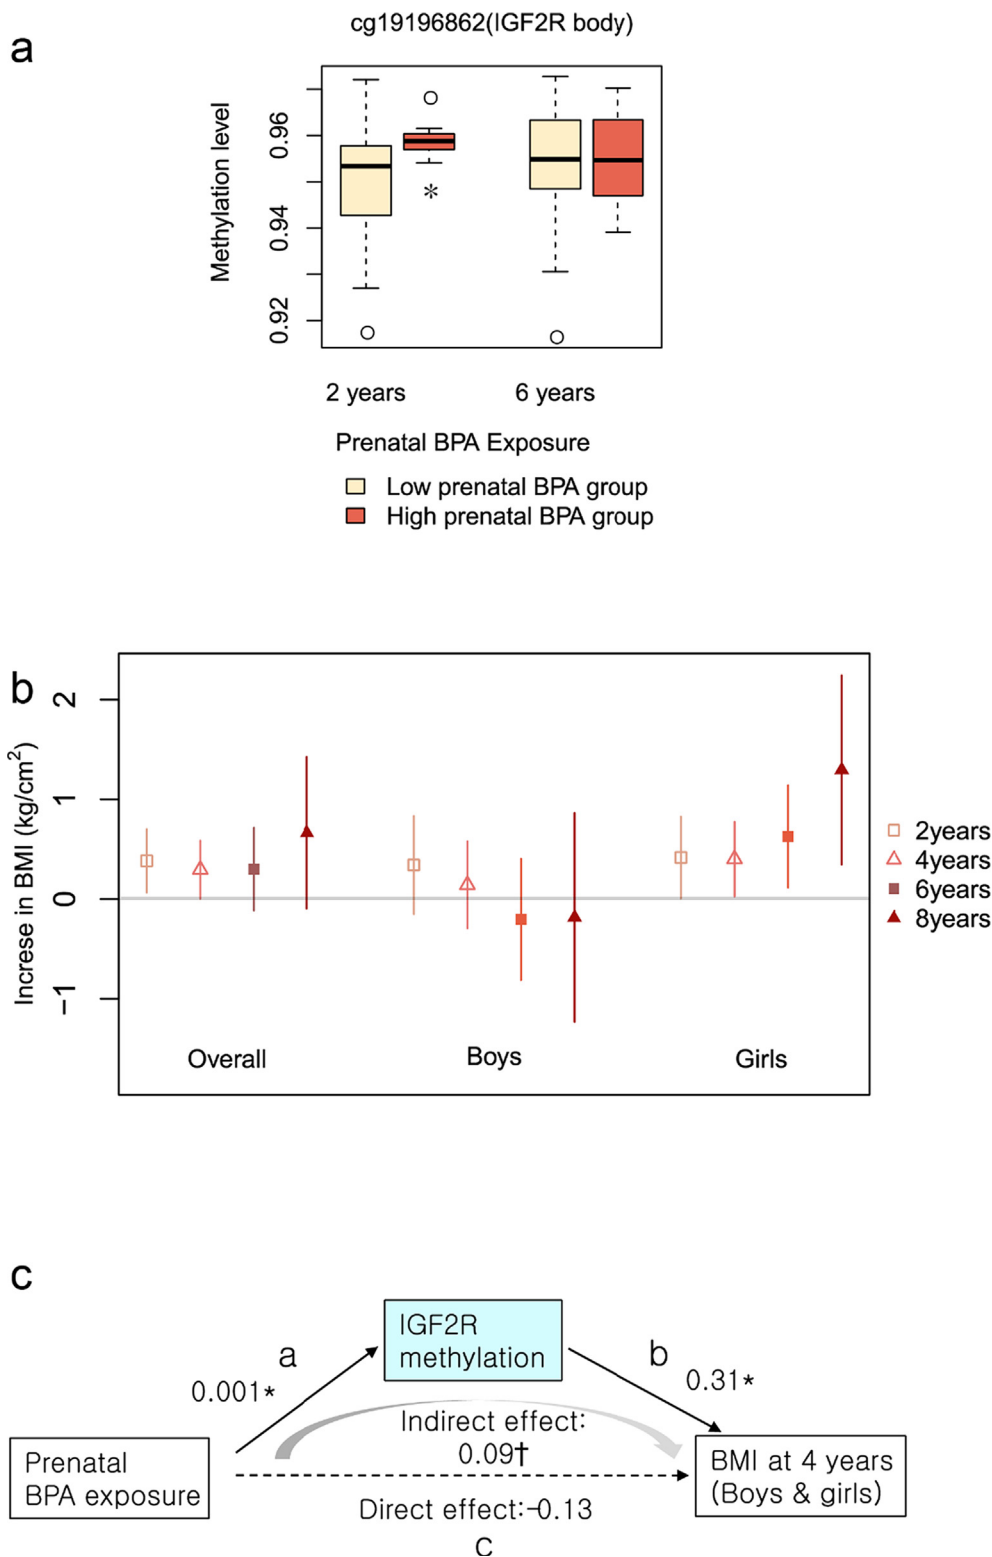 a
cg19196862(IGF2R body)
Methylation level
0.96
0.94
0.92
*
2 years 6 years
Prenatal BPA Exposure
Low prenatal BPA group
High prenatal BPA group
b
Increse in BMI (kg/cm²)
2
1
0
−1
Overall Boys Girls
2years
4years
6years
8years
c
IGF2R
methylation
a
0.001*
b
0.31*
Indirect effect:
0.09†
Prenatal
BPA exposure
BMI at 4 years
(Boys & girls)
Direct effect:-0.13
C